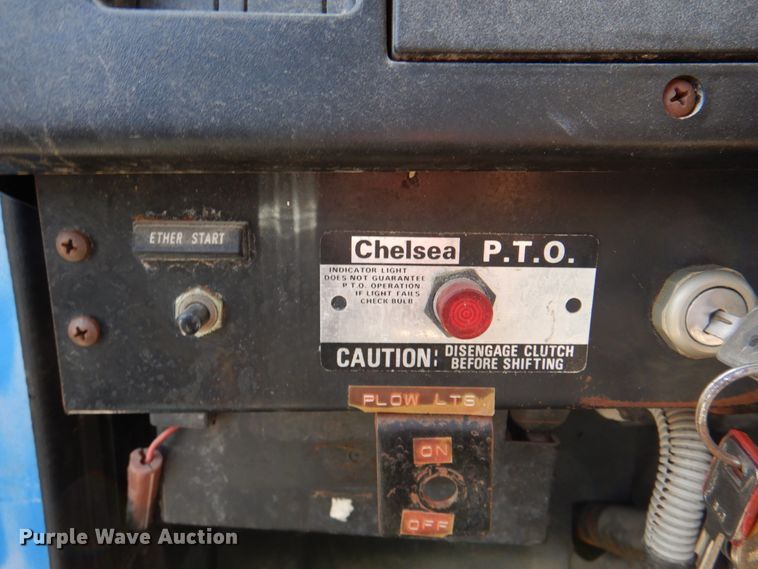 ETHER START
Chelsea P.T.O.
INDICATOR LIGHT
DOES NOT GUARANTEE
P.T.O. OPERATION.
IF LIGHT FAILS
CHECK BULB
CAUTION: DISENGAGE CLUTCH
BEFORE SHIFTING
PLOW LTS.
ON
OFF
Purple Wave Auction